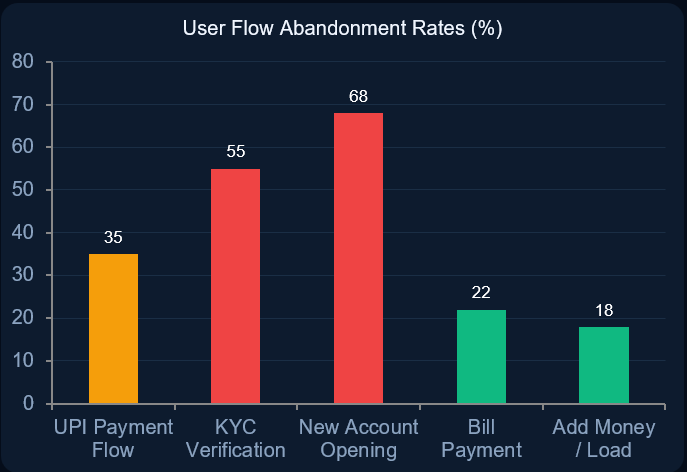 User Flow Abandonment Rates (%)
80
70
60
50
40
30
20
10
0
35
55
68
22
18
UPI Payment
Flow
KYC
Verification
New Account
Opening
Bill
Payment
Add Money
/ Load